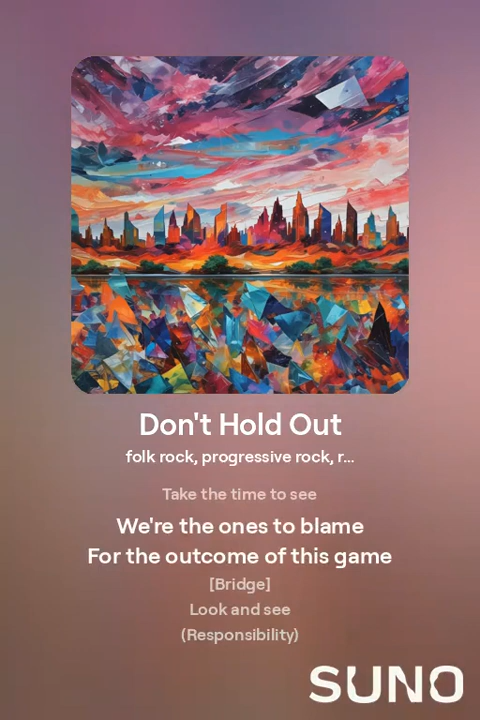 Don't Hold Out
folk rock, progressive rock, r...
Take the time to see
We're the ones to blame
For the outcome of this game
[Bridge]
Look and see
(Responsibility)
SUNO